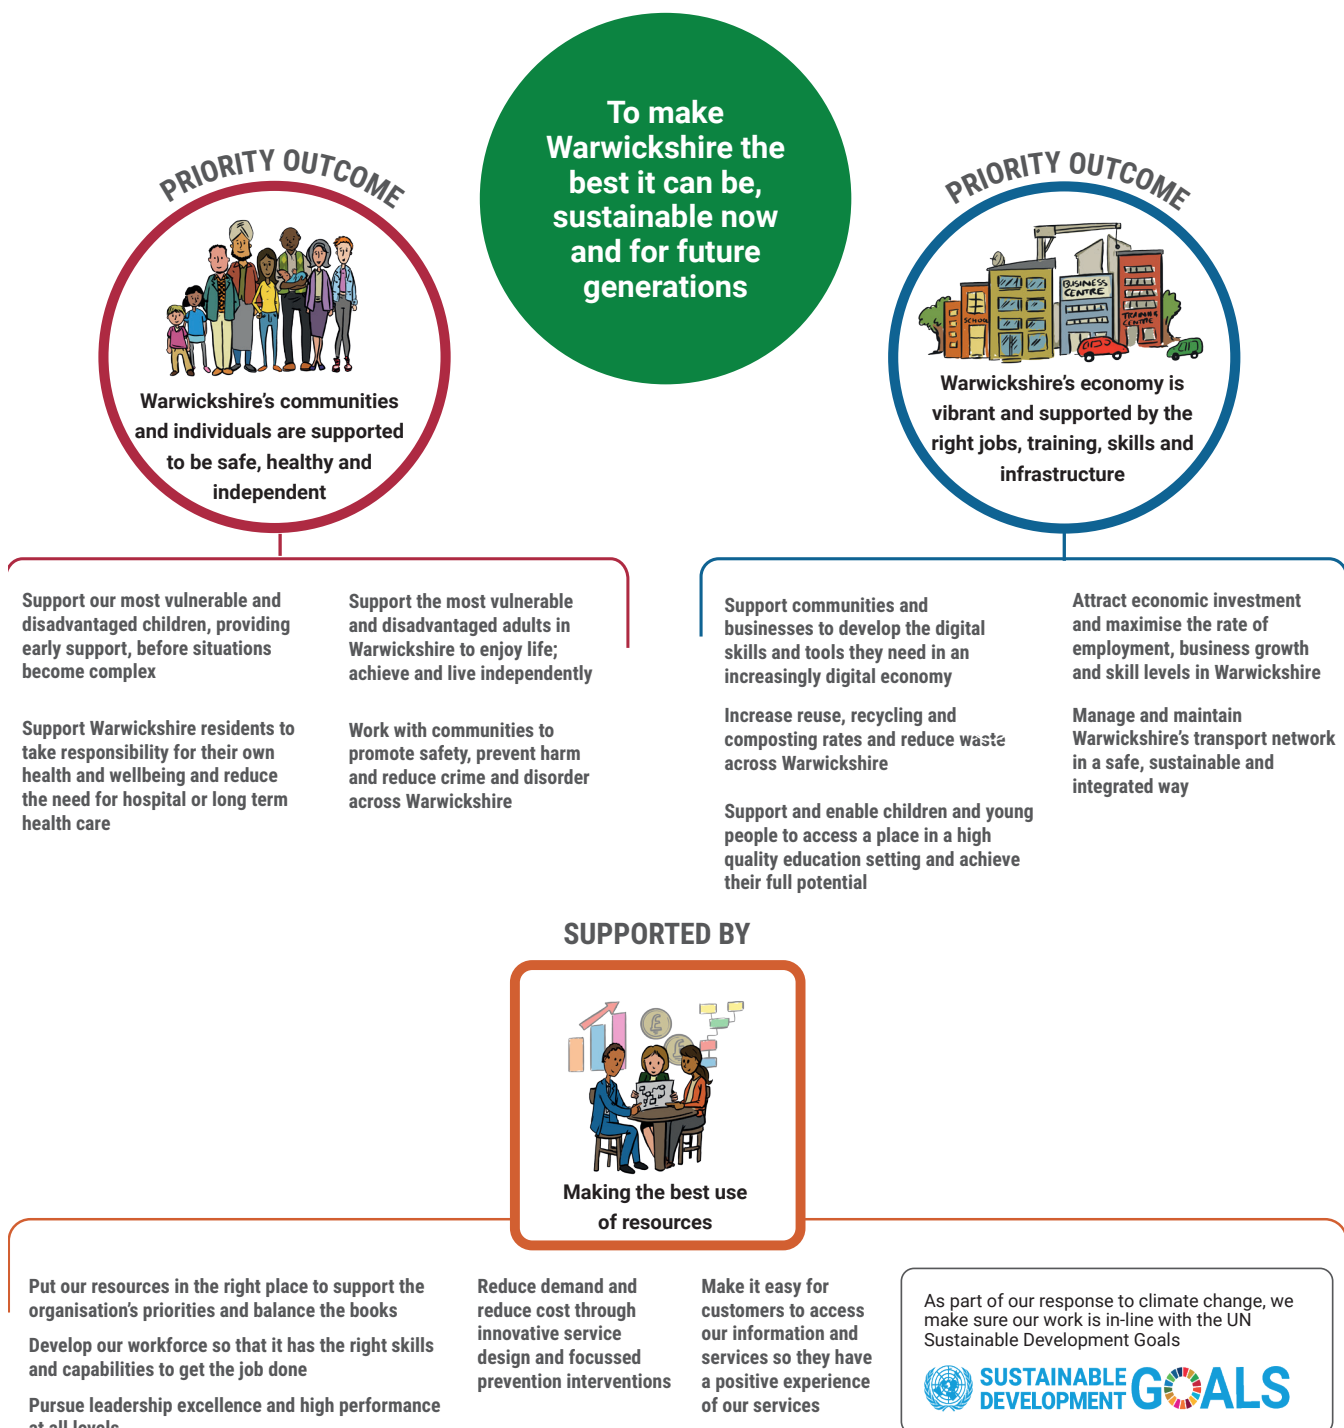 To make
Warwickshire the
best it can be,
sustainable now
and for future
generations
PRIORITY OUTCOME
Warwickshire's communities
and individuals are supported
to be safe, healthy and
independent
PRIORITY OUTCOME
SCHOOL
BUSINESS
CENTRE
TRAINING
CENTRE
Warwickshire's economy is
vibrant and supported by the
right jobs, training, skills and
infrastructure
Support our most vulnerable and
disadvantaged children, providing
early support, before situations
become complex
Support Warwickshire residents to
take responsibility for their own
health and wellbeing and reduce
the need for hospital or long term
health care
Support the most vulnerable
and disadvantaged adults in
Warwickshire to enjoy life;
achieve and live independently
Work with communities to
promote safety, prevent harm
and reduce crime and disorder
across Warwickshire
Support communities and
businesses to develop the digital
skills and tools they need in an
increasingly digital economy
Increase reuse, recycling and
composting rates and reduce waste
across Warwickshire
Support and enable children and young
people to access a place in a high
quality education setting and achieve
their full potential
Attract economic investment
and maximise the rate of
employment, business growth
and skill levels in Warwickshire
Manage and maintain
Warwickshire's transport network
in a safe, sustainable and
integrated way
SUPPORTED BY
£
£
Making the best use
of resources
Put our resources in the right place to support the
organisation's priorities and balance the books
Develop our workforce so that it has the right skills
and capabilities to get the job done
Pursue leadership excellence and high performance
at all levels
Reduce demand and
reduce cost through
innovative service
design and focussed
prevention interventions
Make it easy for
customers to access
our information and
services so they have
a positive experience
of our services
As part of our response to climate change, we
make sure our work is in-line with the UN
Sustainable Development Goals
SUSTAINABLE
DEVELOPMENT GOALS